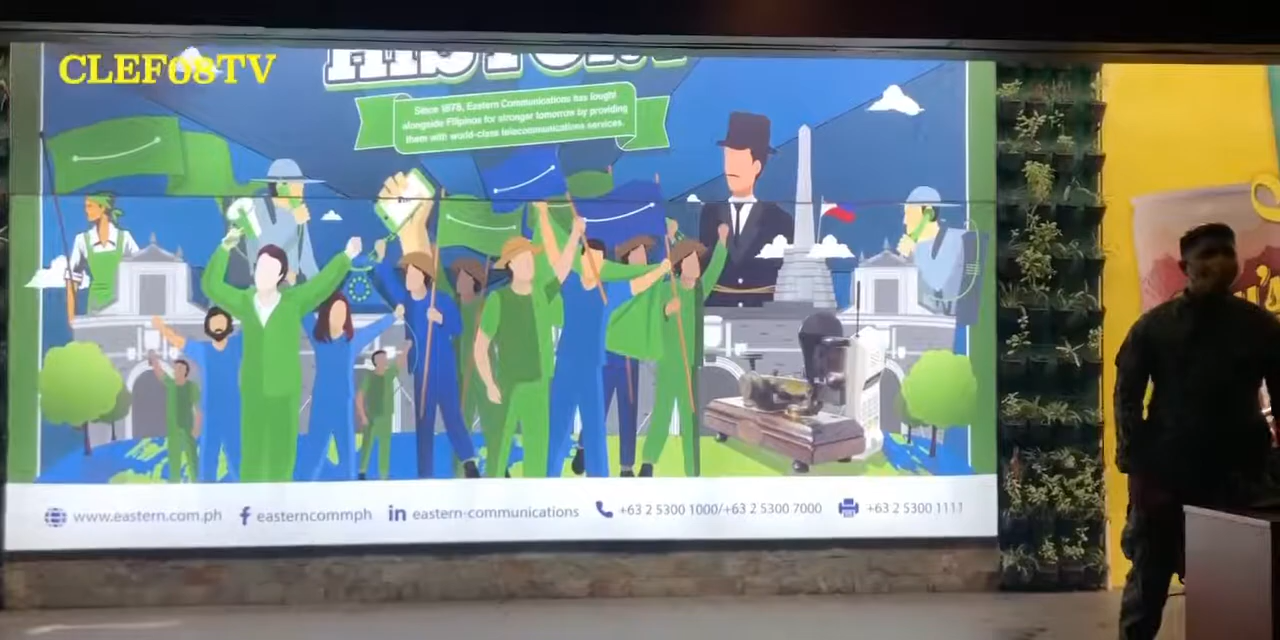 CLEF08TV
HISTORY
Since 1878, Eastern Communications has fought
alongside Filipinos for stronger tomorrow by providing
them with world-class telecommunications services.
www.eastern.com.ph easterncommph eastern-communications +63 2 5300 1000/+63 2 5300 7000 +63 2 5300 1111